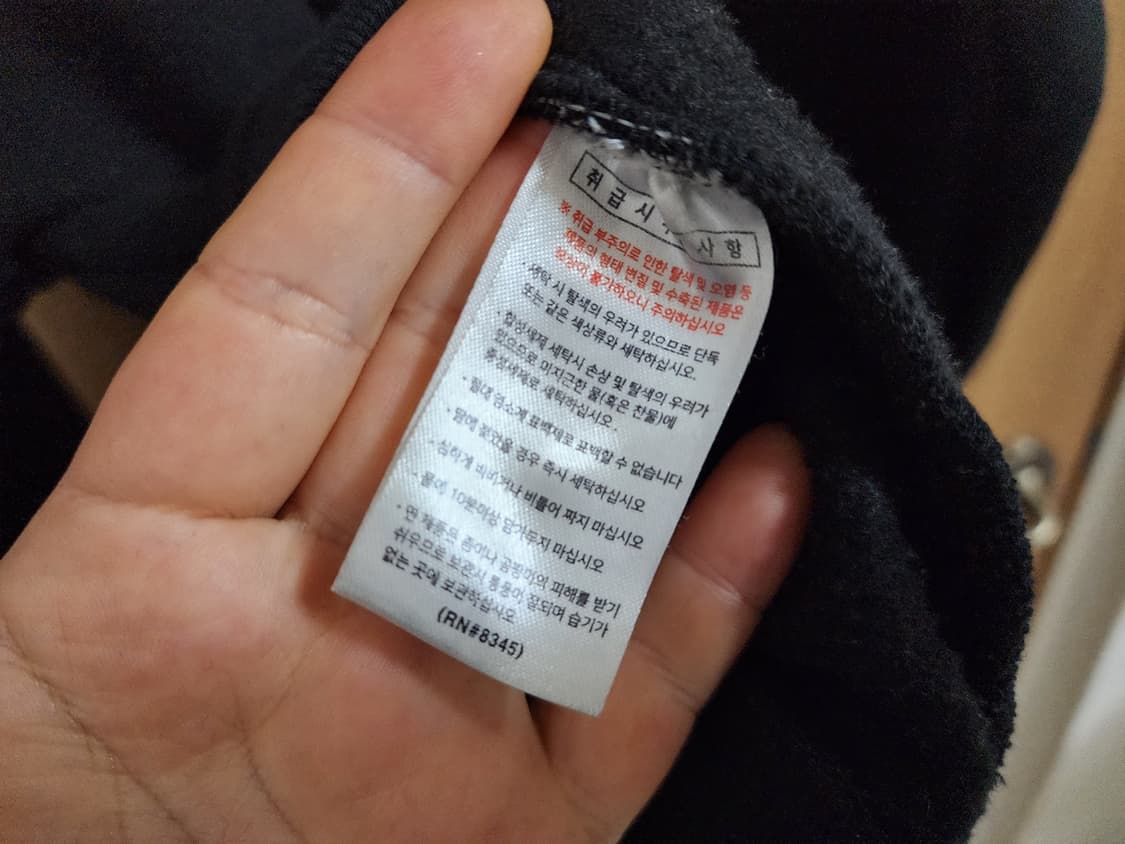 취급시 사항
※ 취급 부주의로 인한 탈색 및 오염 등
제품의 형태 변질 및 수축된 제품은
보상이 불가하오니 주의하십시오
· 세탁 시 탈색의 우려가 있으므로 단독
또는 같은 색상류와 세탁하십시오.
· 합성세제 세탁시 손상 및 탈색의 우려가
있으므로 미지근한 물(혹은 찬물)에
중성세제로 세탁하십시오.
· 절대 염소계 표백제로 표백할 수 없습니다
· 땀에 젖었을 경우 즉시 세탁하십시오
· 심하게 비비거나 비틀어 짜지 마십시오
· 물에 10분이상 담가두지 마십시오
· 면 제품은 좀이나 곰팡이의 피해를 받기
쉬우므로 보관시 통풍이 잘되며 습기가
없는 곳에 보관하십시오
(RN#8345)